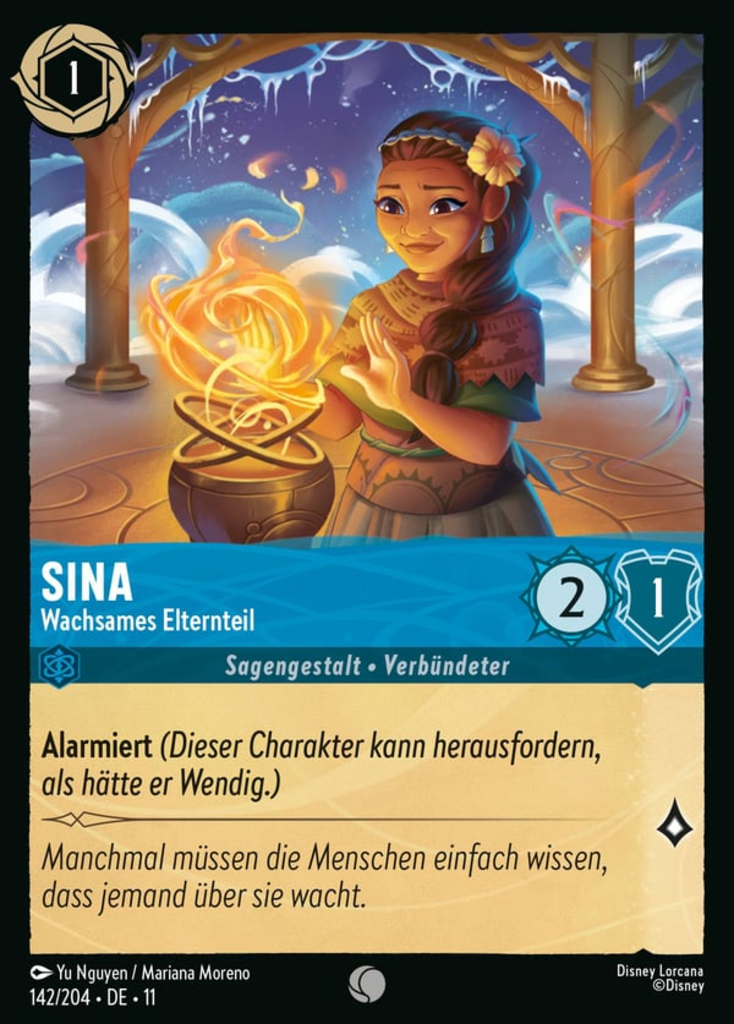 1
SINA
Wachsames Elternteil
2
1
Sagengestalt • Verbündeter
Alarmiert (Dieser Charakter kann herausfordern,
als hätte er Wendig.)
Manchmal müssen die Menschen einfach wissen,
dass jemand über sie wacht.
Yu Nguyen / Mariana Moreno
142/204 • DE • 11
Disney Lorcana
©Disney